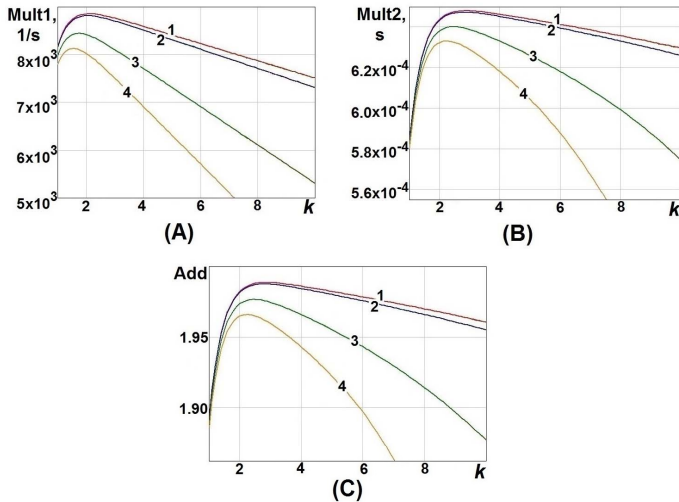 Mult1,
1/s
8x10³
7x10³
6x10³
5x10³
1
2
3
4
2
4
6
8
k
(A)
Mult2,
s
6.2x10⁻⁴
6.0x10⁻⁴
5.8x10⁻⁴
5.6x10⁻⁴
1
2
3
4
2
4
6
8
k
(B)
Add
1.95
1.90
1
2
3
4
2
4
6
8
k
(C)